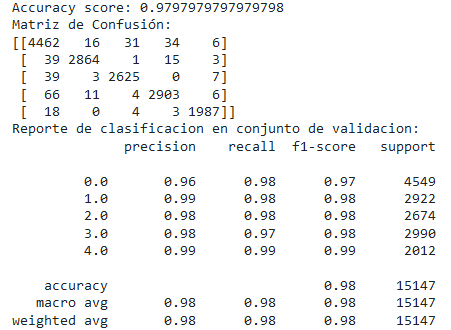 Accuracy score: 0.9797979797979798
Matriz de Confusión:
[[4462 16 31 34 6]
[ 39 2864 1 15 3]
[ 39 3 2625 0 7]
[ 66 11 4 2903 6]
[ 18 0 4 3 1987]]
Reporte de clasificacion en conjunto de validacion:
precision recall f1-score support
0.0 0.96 0.98 0.97 4549
1.0 0.99 0.98 0.98 2922
2.0 0.98 0.98 0.98 2674
3.0 0.98 0.97 0.98 2990
4.0 0.99 0.99 0.99 2012
accuracy 0.98 15147
macro avg 0.98 0.98 0.98 15147
weighted avg 0.98 0.98 0.98 15147